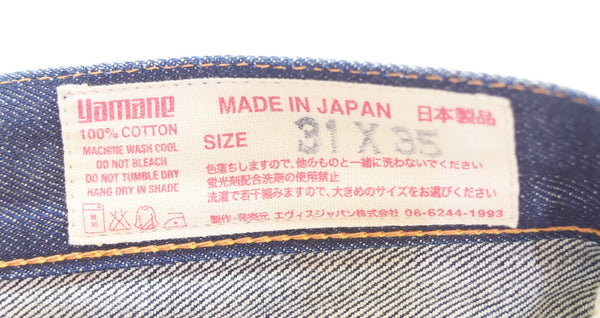 Yamane MADE IN JAPAN 日本製品
100% COTTON SIZE 31 X 35
MACHINE WASH COOL
DO NOT BLEACH
DO NOT TUMBLE DRY
HANG DRY IN SHADE
色落ちしますので、他のものと一緒に洗わないでください
蛍光剤配合洗剤の使用禁止
洗濯で若干縮みますので、大きめのサイズをお選びください
製作・発売元 エヴィスジャパン株式会社 06-6244-1993